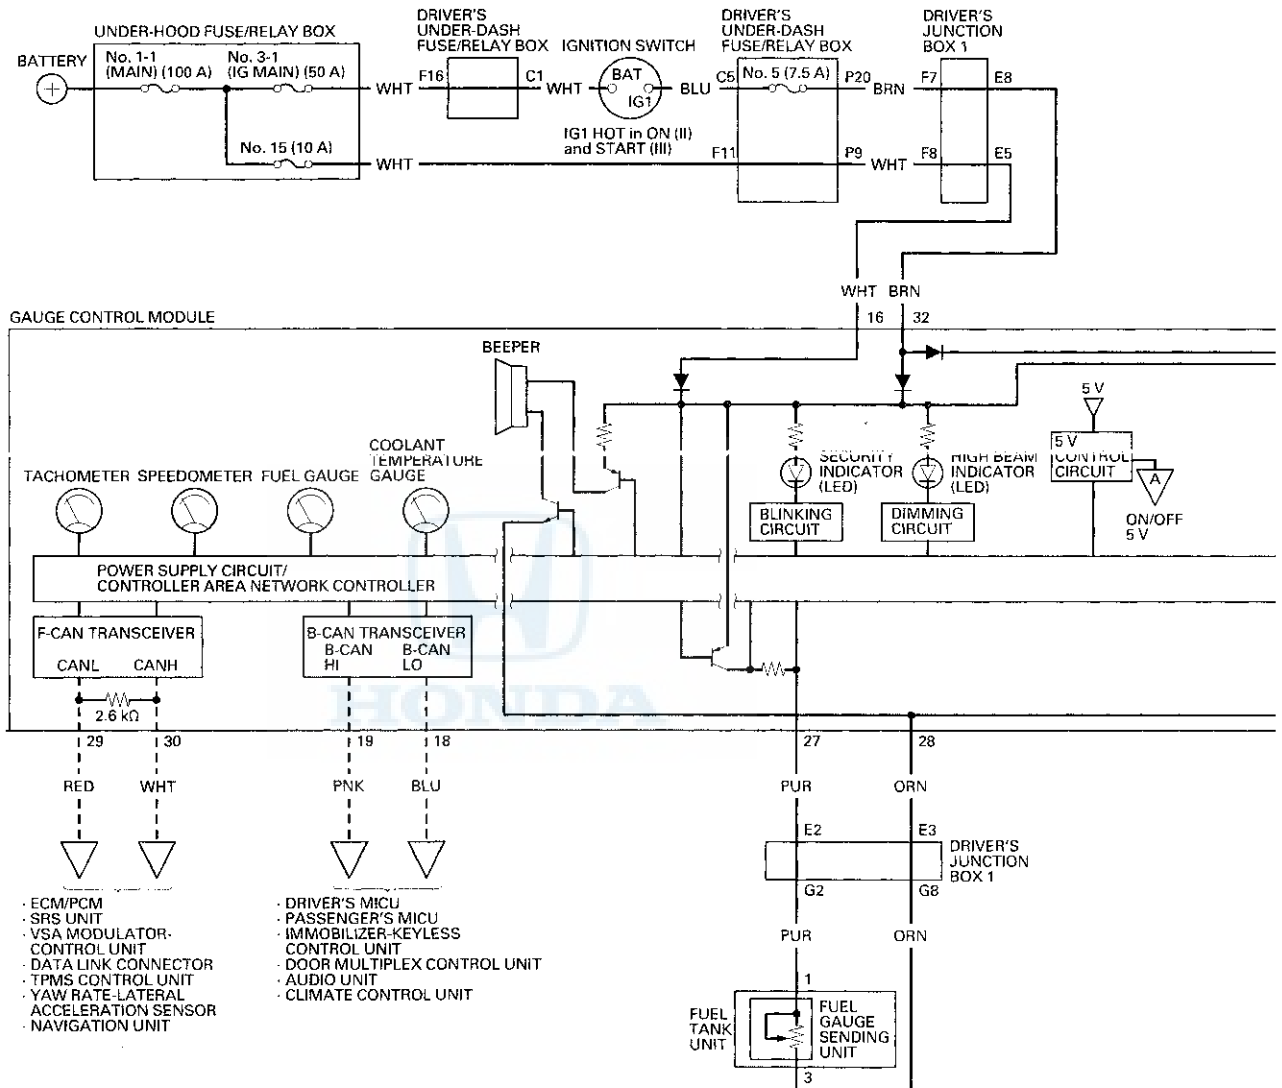 UNDER-HOOD FUSE/RELAY BOX
DRIVER'S
UNDER-DASH
FUSE/RELAY BOX
IGNITION SWITCH
DRIVER'S
UNDER-DASH
FUSE/RELAY BOX
DRIVER'S
JUNCTION
BOX 1
BATTERY
No. 1-1
(MAIN) (100 A)
No. 3-1
(IG MAIN) (50 A)
WHT
F16
C1
WHT
BAT
IG1
BLU
C5
No. 5 (7.5 A)
P20
BRN
F7
E8
IG1 HOT in ON (II)
and START (III)
No. 15 (10 A)
WHT
F11
P9
WHT
F8
E5
WHT
BRN
16
32
GAUGE CONTROL MODULE
BEEPER
5 V
5 V
CONTROL
CIRCUIT
A
ON/OFF
5 V
SECURITY
INDICATOR
(LED)
HIGH BEAM
INDICATOR
(LED)
BLINKING
CIRCUIT
DIMMING
CIRCUIT
TACHOMETER
SPEEDOMETER
FUEL GAUGE
COOLANT
TEMPERATURE
GAUGE
POWER SUPPLY CIRCUIT/
CONTROLLER AREA NETWORK CONTROLLER
F-CAN TRANSCEIVER
CANL
CANH
B-CAN TRANSCEIVER
B-CAN
HI
B-CAN
LO
2.6 kΩ
HONDA
29
30
19
18
27
28
RED
WHT
PNK
BLU
PUR
ORN
E2
E3
DRIVER'S
JUNCTION
BOX 1
G2
G8
PUR
ORN
· ECM/PCM
· SRS UNIT
· VSA MODULATOR-
CONTROL UNIT
· DATA LINK CONNECTOR
· TPMS CONTROL UNIT
· YAW RATE-LATERAL
ACCELERATION SENSOR
· NAVIGATION UNIT
· DRIVER'S MICU
· PASSENGER'S MICU
· IMMOBILIZER-KEYLESS
CONTROL UNIT
· DOOR MULTIPLEX CONTROL UNIT
· AUDIO UNIT
· CLIMATE CONTROL UNIT
1
FUEL
TANK
UNIT
FUEL
GAUGE
SENDING
UNIT
3